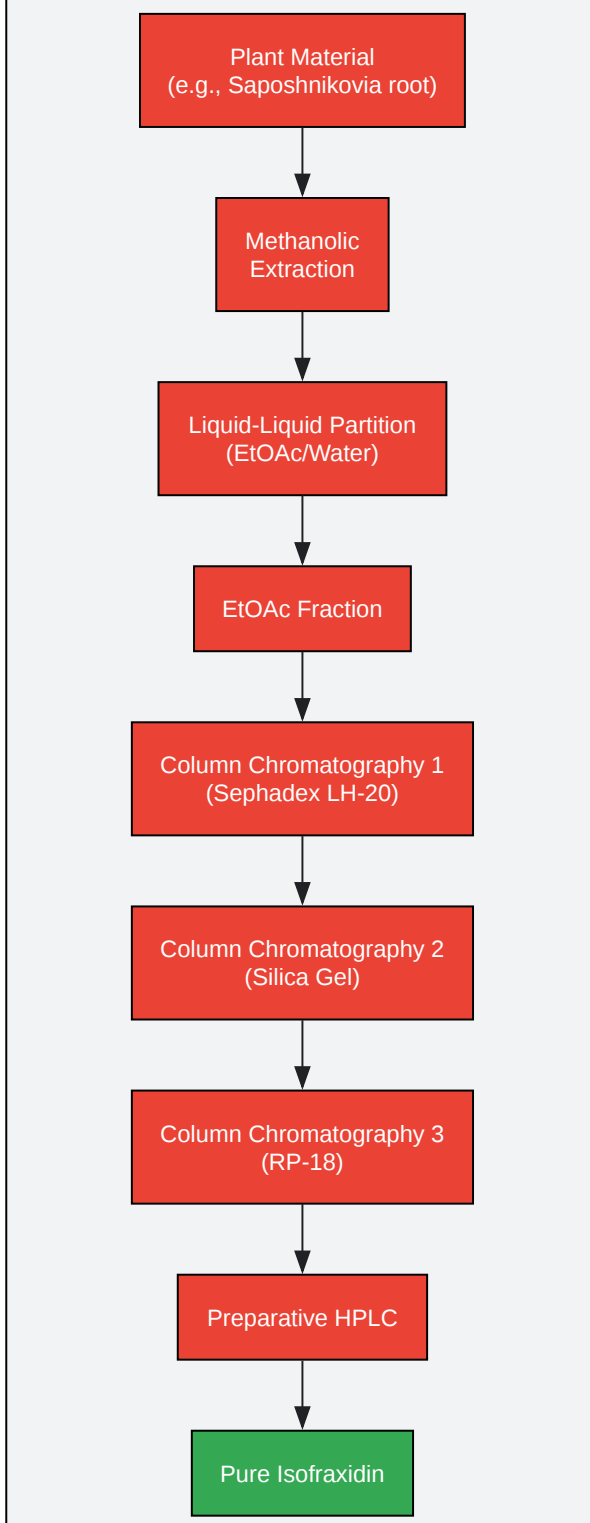 Plant Material
(e.g., Saposhnikovia root)
Methanolic
Extraction
Liquid-Liquid Partition
(EtOAc/Water)
EtOAc Fraction
Column Chromatography 1
(Sephadex LH-20)
Column Chromatography 2
(Silica Gel)
Column Chromatography 3
(RP-18)
Preparative HPLC
Pure Isofraxidin